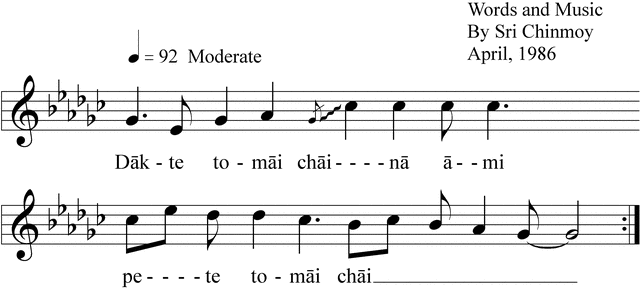 Words and Music
By Sri Chinmoy
April, 1986
♩ = 92 Moderate
Dāk - te to - māi chāi - - - - nā ā - - mi
pe - - - - te to - māi chāi